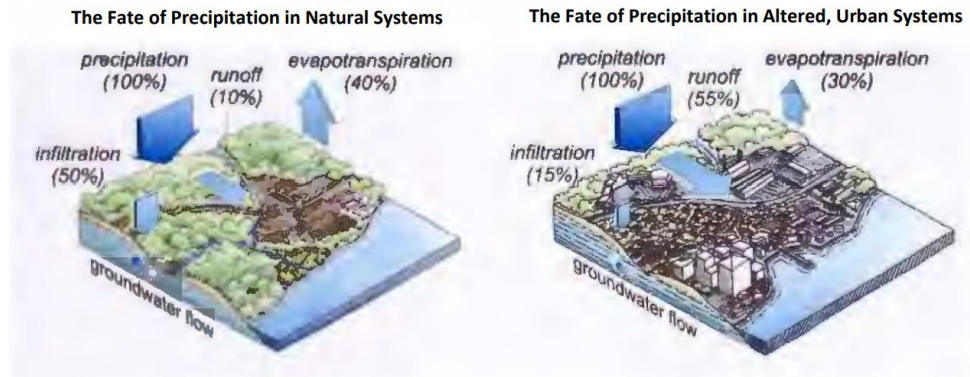 The Fate of Precipitation in Natural Systems
precipitation
(100%)
runoff
(10%)
evapotranspiration
(40%)
infiltration
(50%)
groundwater flow
The Fate of Precipitation in Altered, Urban Systems
precipitation
(100%)
runoff
(55%)
evapotranspiration
(30%)
infiltration
(15%)
groundwater flow